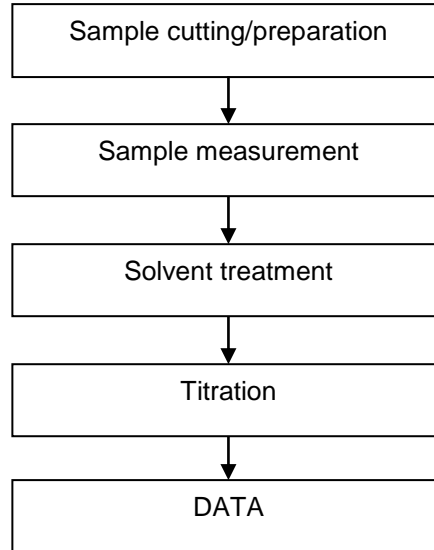 Sample cutting/preparation
Sample measurement
Solvent treatment
Titration
DATA